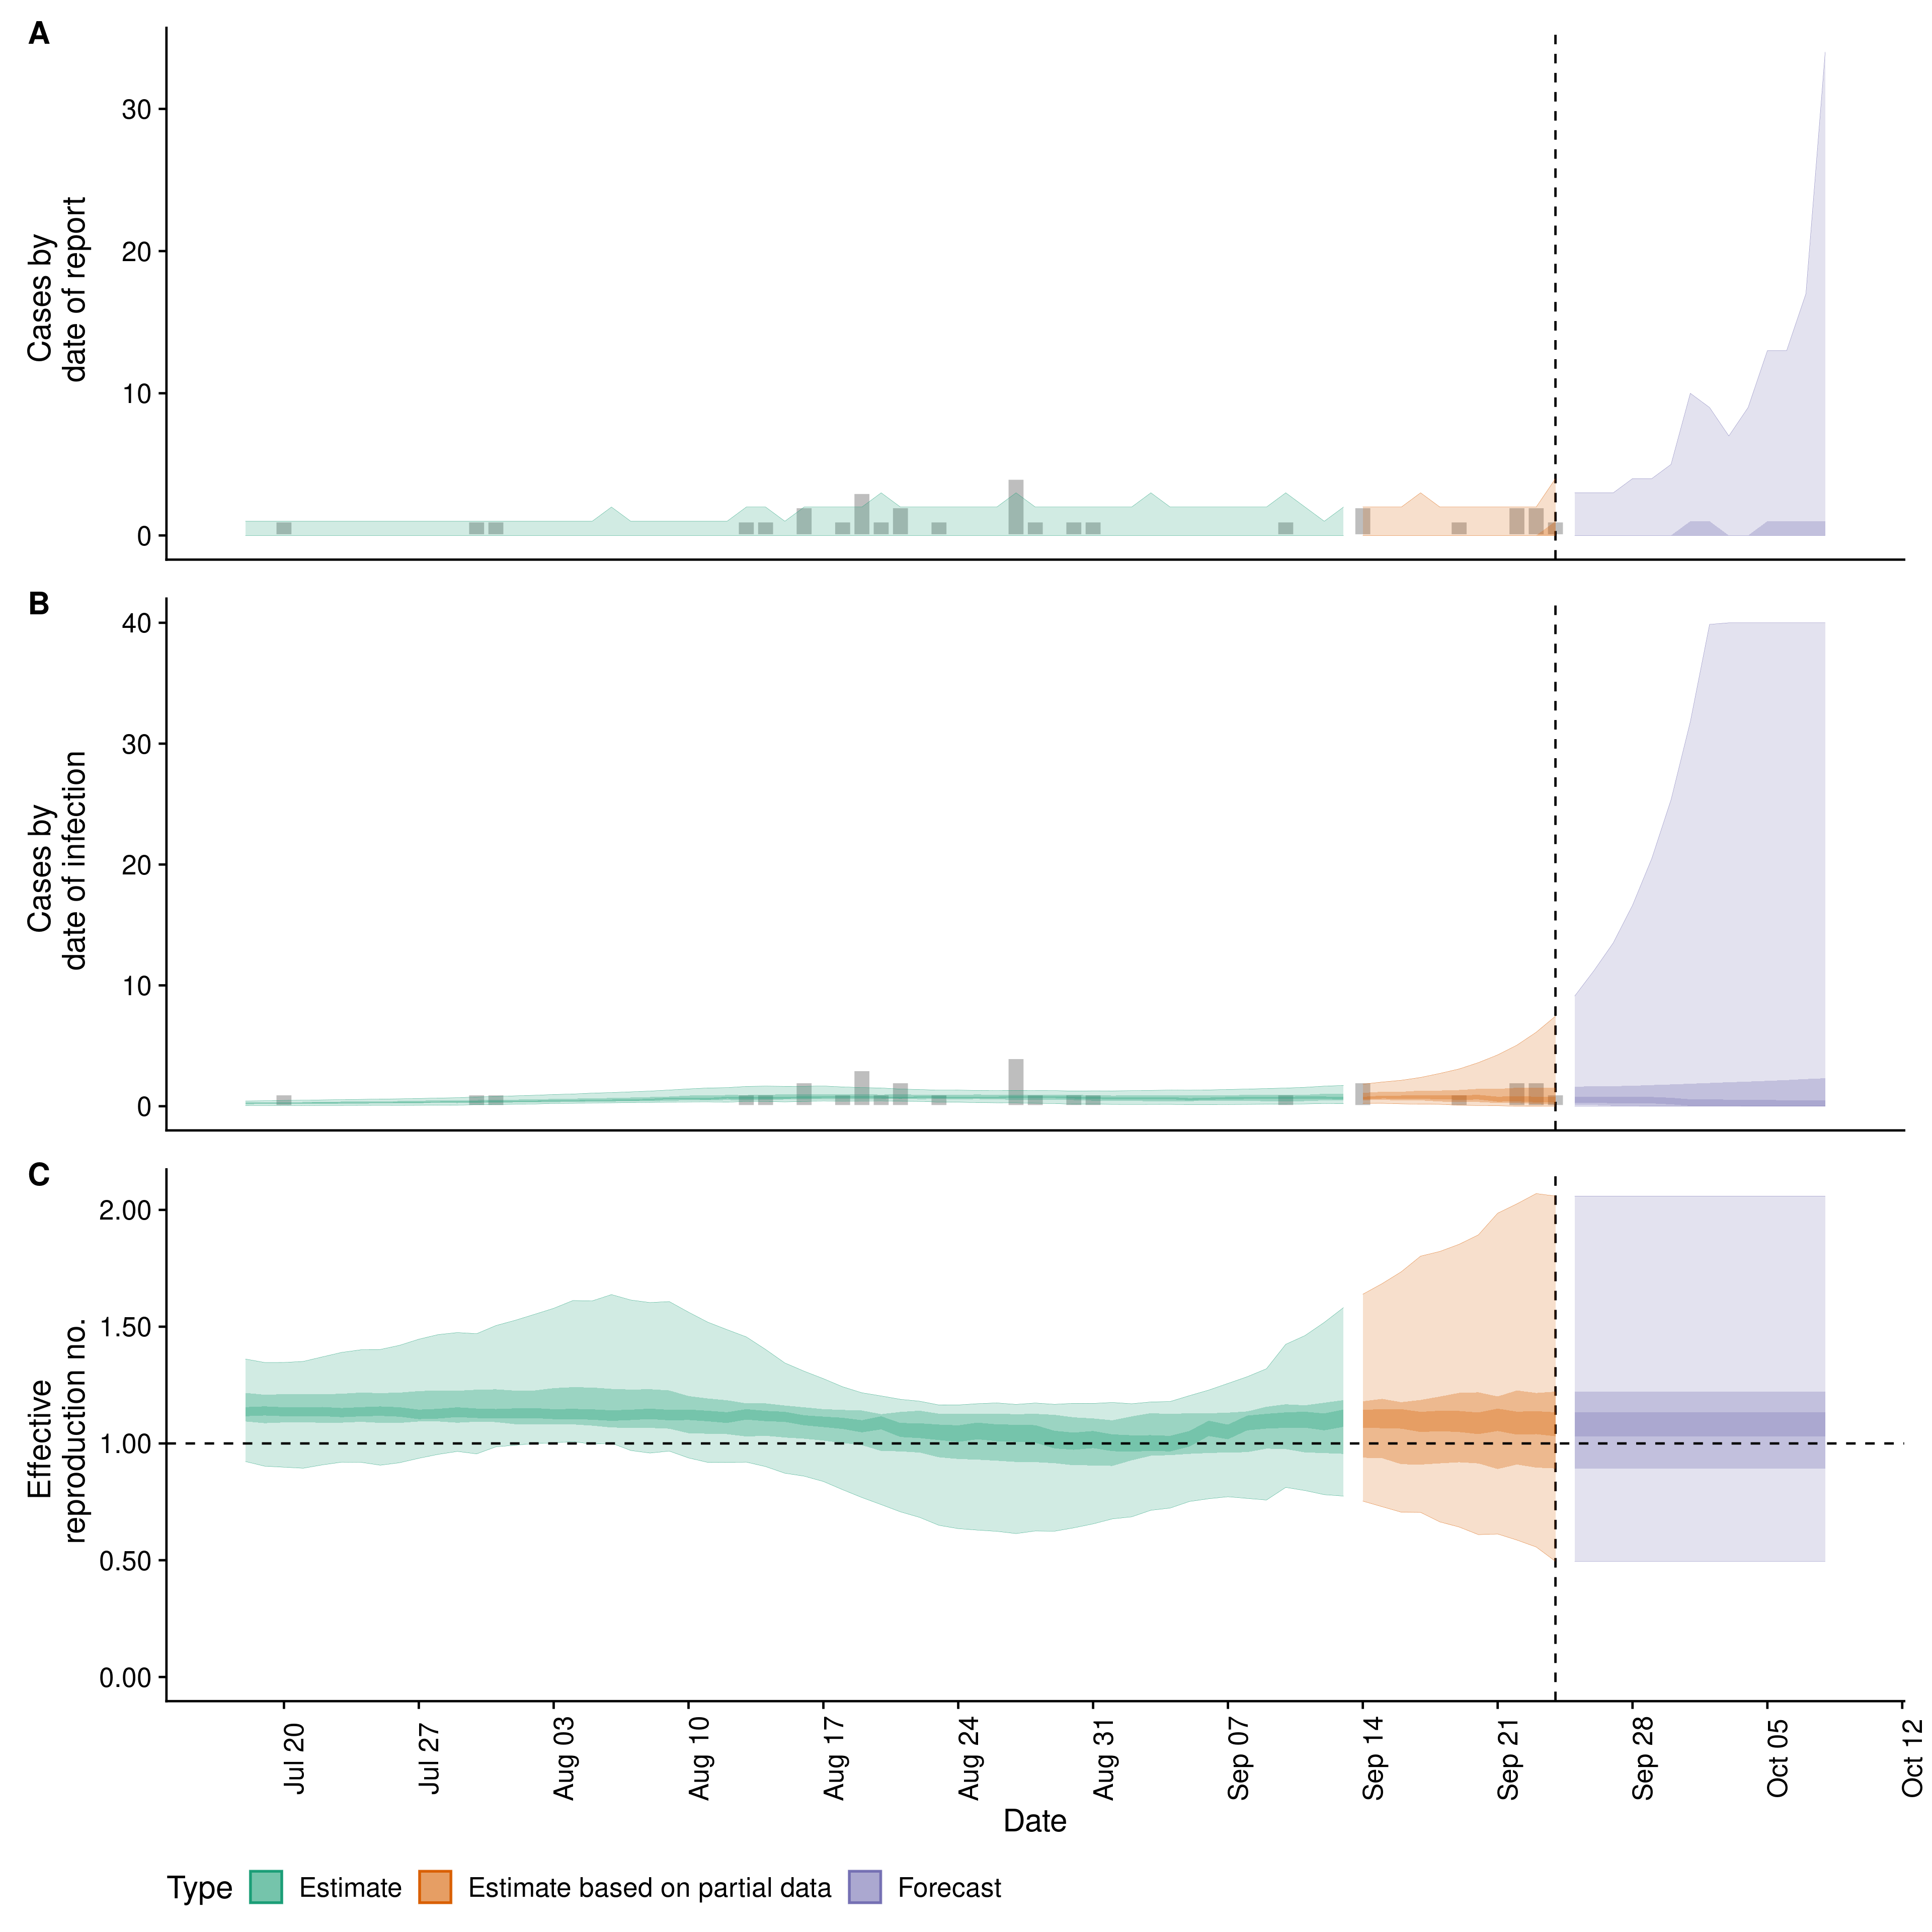 A
Cases by
date of report
30
20
10
0
B
Cases by
date of infection
40
30
20
10
0
C
Effective
reproduction no.
2.00
1.50
1.00
0.50
0.00
Jul 20
Jul 27
Aug 03
Aug 10
Aug 17
Aug 24
Aug 31
Sep 07
Sep 14
Sep 21
Sep 28
Oct 05
Oct 12
Date
Type Estimate Estimate based on partial data Forecast